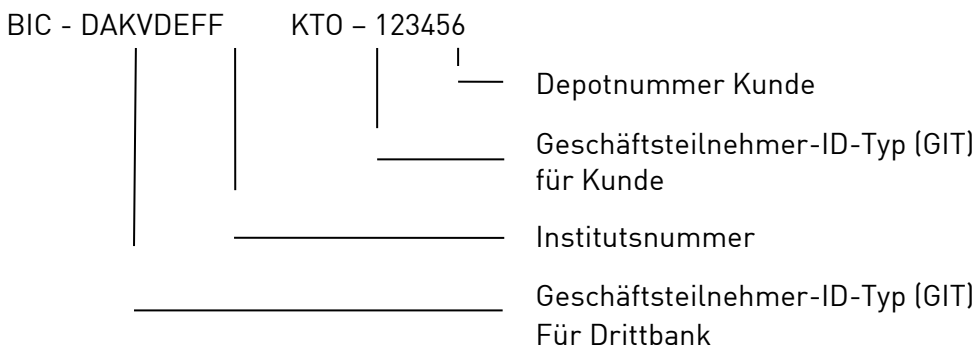 BIC - DAKVDEFF KTO – 123456
Depotnummer Kunde
Geschäftsteilnehmer-ID-Typ (GIT)
für Kunde
Institutsnummer
Geschäftsteilnehmer-ID-Typ (GIT)
Für Drittbank